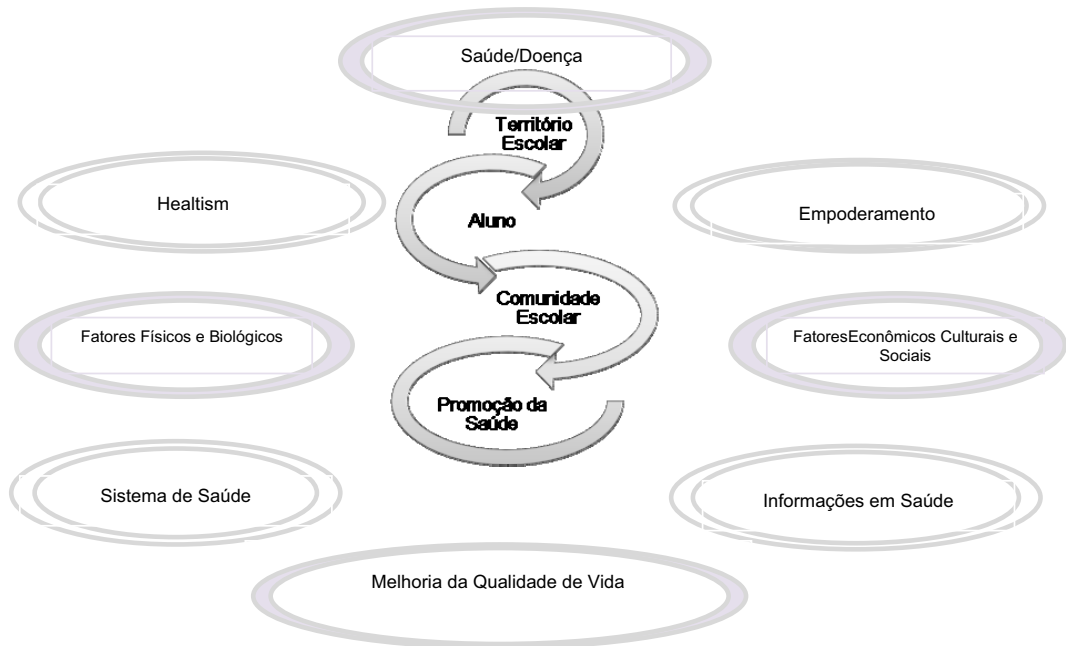 Saúde/Doença
Território
Escolar
Healtism
Aluno
Empoderamento
Comunidade
Escolar
Fatores Físicos e Biológicos
FatoresEconômicos Culturais e
Sociais
Promoção da
Saúde
Sistema de Saúde
Informações em Saúde
Melhoria da Qualidade de Vida